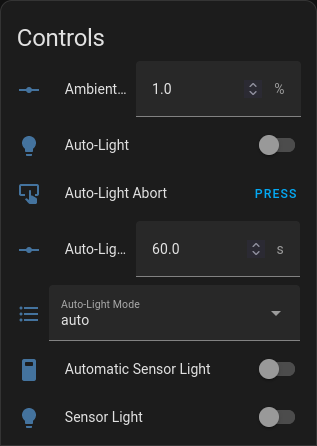 Controls
Ambient… 1.0 %
Auto-Light
Auto-Light Abort PRESS
Auto-Lig… 60.0 s
Auto-Light Mode
auto
Automatic Sensor Light
Sensor Light